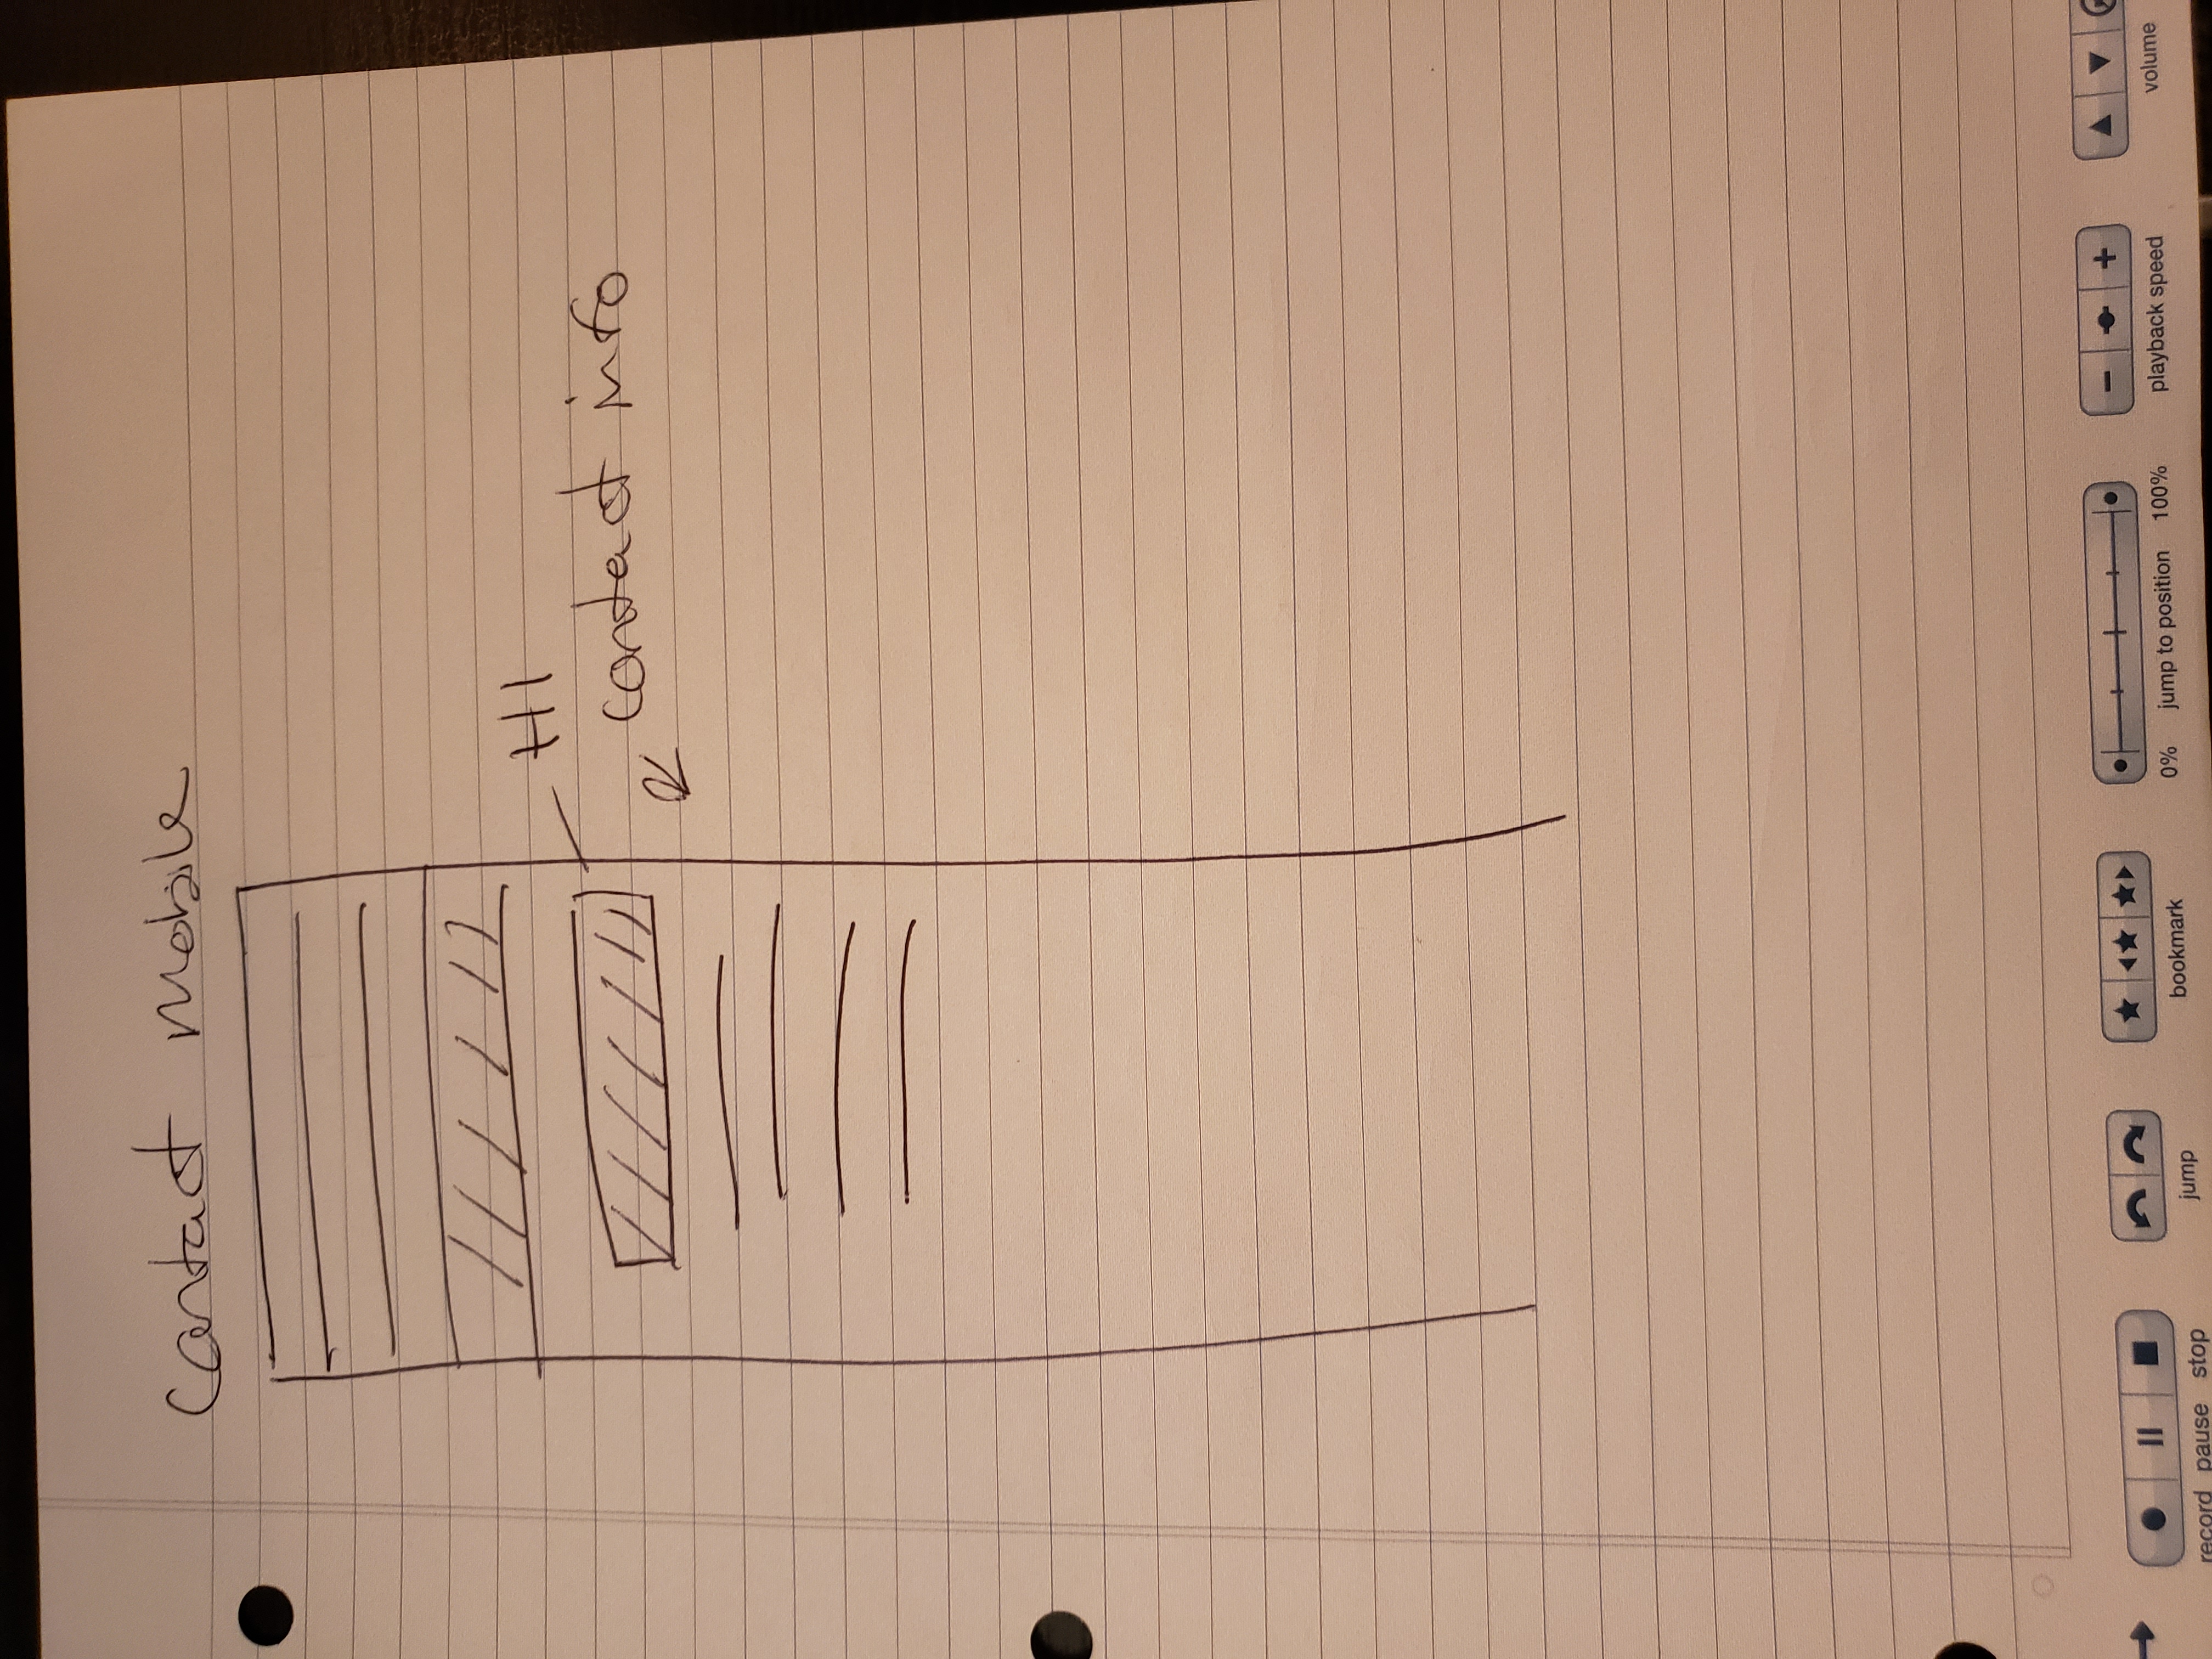 Contact Mobile
H1
contact info
0% 100%
record pause stop jump bookmark jump to position playback speed volume